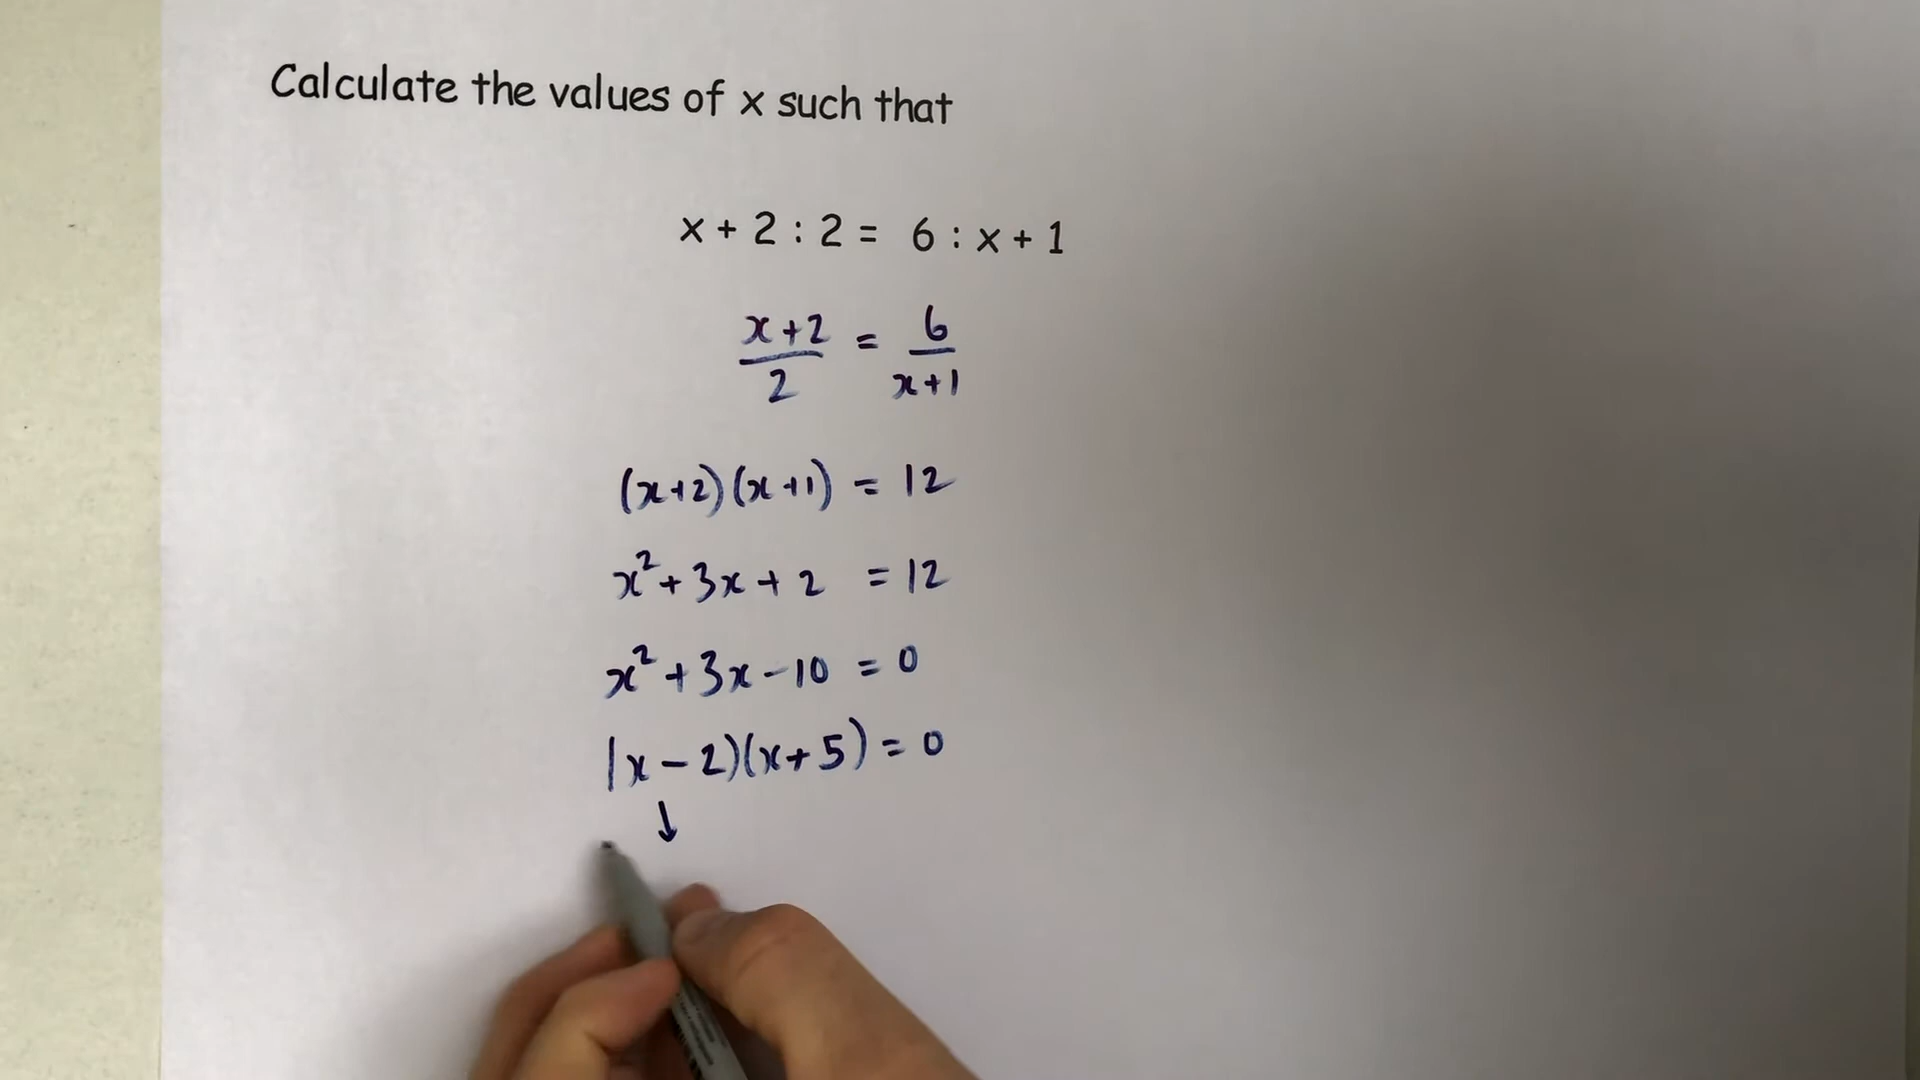 Calculate the values of x such that
x + 2 : 2 = 6 : x + 1
x+2/2 = 6/x+1
(x+2)(x+1) = 12
x²+3x+2 = 12
x²+3x-10 = 0
(x-2)(x+5) = 0
↓